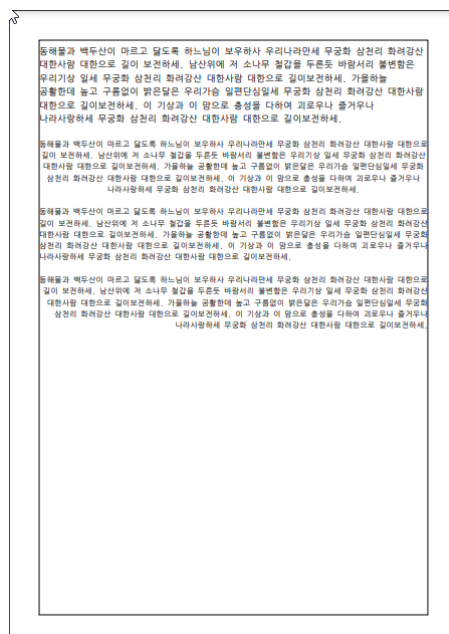 동해물과 백두산이 마르고 닳도록 하느님이 보우하사 우리나라만세 무궁화 삼천리 화려강산
대한사람 대한으로 길이 보전하세. 남산위에 저 소나무 철갑을 두른듯 바람서리 불변함은
우리기상 일세 무궁화 삼천리 화려강산 대한사람 대한으로 길이보전하세. 가을하늘
공활한데 높고 구름없이 밝은달은 우리가슴 일편단심일세 무궁화 삼천리 화려강산 대한사람
대한으로 길이보전하세. 이 기상과 이 맘으로 충성을 다하여 괴로우나 즐거우나
나라사랑하세 무궁화 삼천리 화려강산 대한사람 대한으로 길이보전하세.
동해물과 백두산이 마르고 닳도록 하느님이 보우하사 우리나라만세 무궁화 삼천리 화려강산 대한사람 대한으로
길이 보전하세. 남산위에 저 소나무 철갑을 두른듯 바람서리 불변함은 우리기상 일세 무궁화 삼천리 화려강산
대한사람 대한으로 길이보전하세. 가을하늘 공활한데 높고 구름없이 밝은달은 우리가슴 일편단심일세 무궁화
삼천리 화려강산 대한사람 대한으로 길이보전하세. 이 기상과 이 맘으로 충성을 다하여 괴로우나 즐거우나
나라사랑하세 무궁화 삼천리 화려강산 대한사람 대한으로 길이보전하세.
동해물과 백두산이 마르고 닳도록 하느님이 보우하사 우리나라만세 무궁화 삼천리 화려강산 대한사람 대한으로
길이 보전하세. 남산위에 저 소나무 철갑을 두른듯 바람서리 불변함은 우리기상 일세 무궁화 삼천리 화려강산
대한사람 대한으로 길이보전하세. 가을하늘 공활한데 높고 구름없이 밝은달은 우리가슴 일편단심일세 무궁화
삼천리 화려강산 대한사람 대한으로 길이보전하세. 이 기상과 이 맘으로 충성을 다하여 괴로우나 즐거우나
나라사랑하세 무궁화 삼천리 화려강산 대한사람 대한으로 길이보전하세.
동해물과 백두산이 마르고 닳도록 하느님이 보우하사 우리나라만세 무궁화 삼천리 화려강산 대한사람 대한으로
길이 보전하세. 남산위에 저 소나무 철갑을 두른듯 바람서리 불변함은 우리기상 일세 무궁화 삼천리 화려강산
대한사람 대한으로 길이보전하세. 가을하늘 공활한데 높고 구름없이 밝은달은 우리가슴 일편단심일세 무궁화
삼천리 화려강산 대한사람 대한으로 길이보전하세. 이 기상과 이 맘으로 충성을 다하여 괴로우나 즐거우나
나라사랑하세 무궁화 삼천리 화려강산 대한사람 대한으로 길이보전하세.